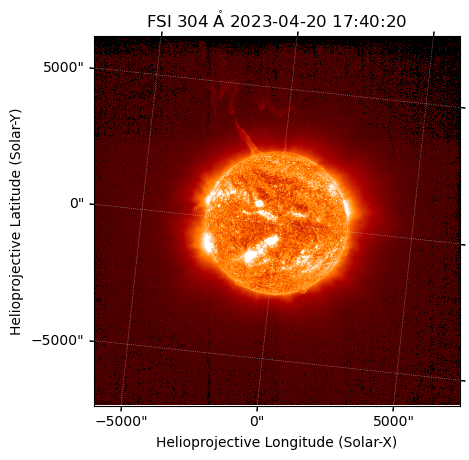 FSI 304 Å 2023-04-20 17:40:20
5000"
0"
−5000"
Helioprojective Latitude (Solar-Y)
−5000" 0" 5000"
Helioprojective Longitude (Solar-X)